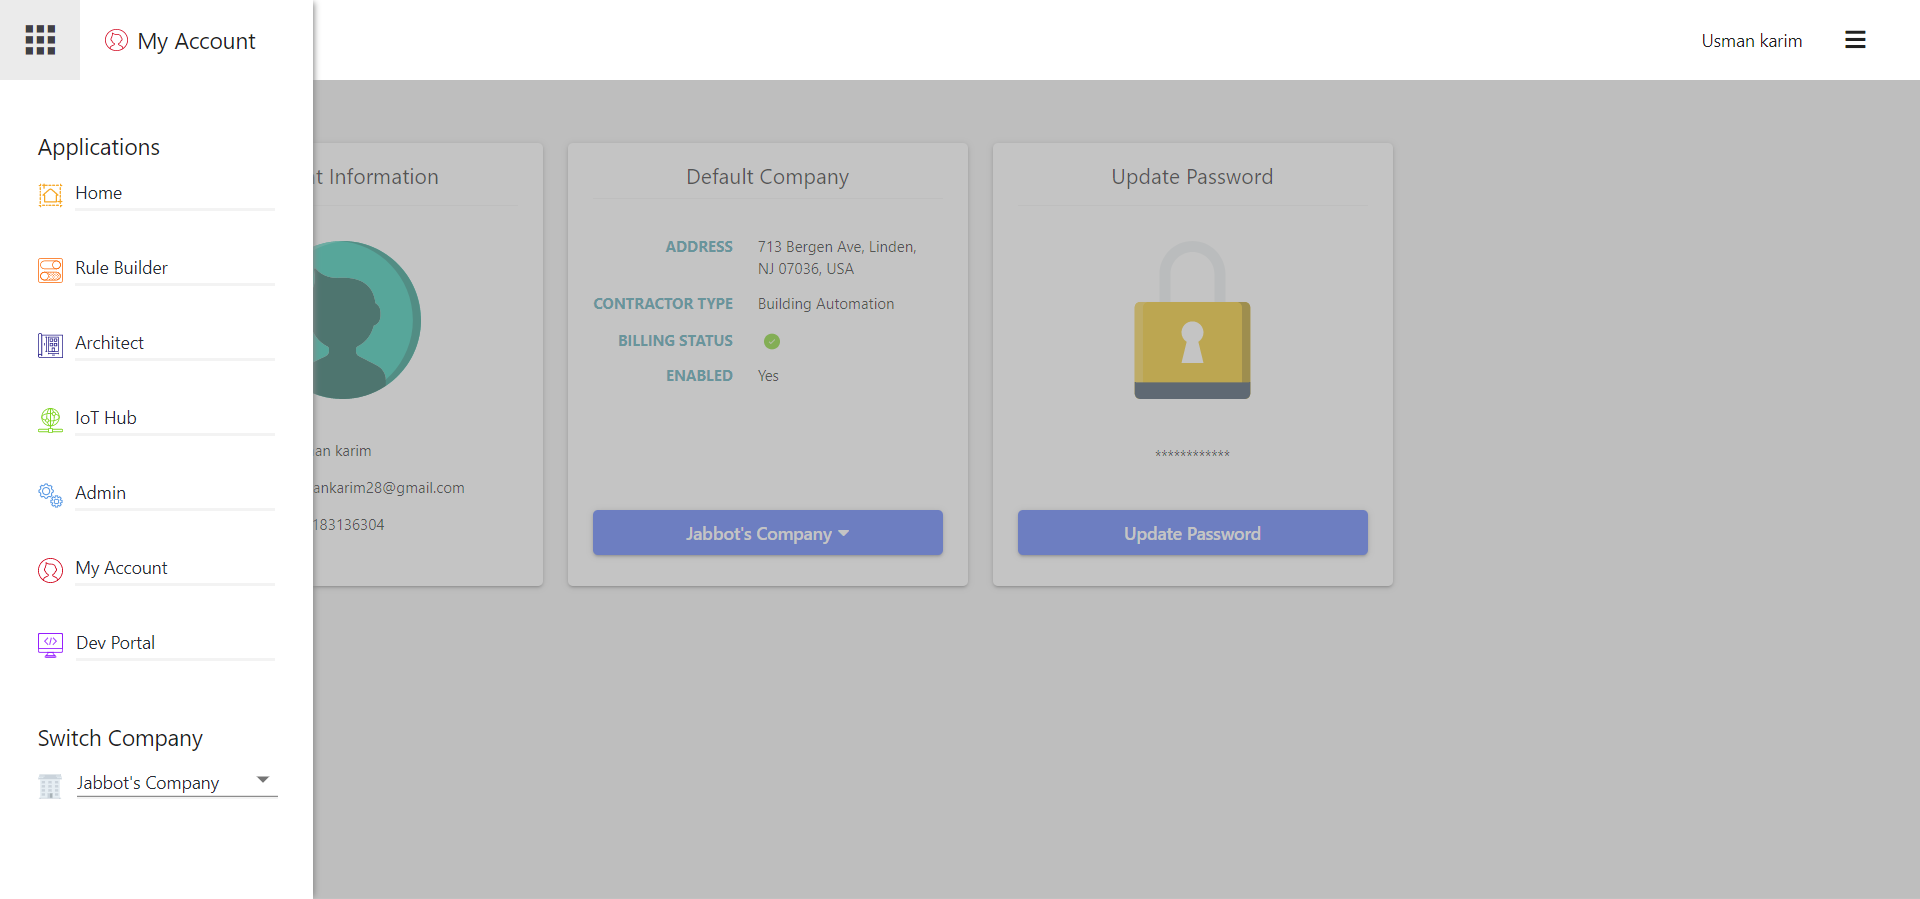 My Account
Usman karim
Applications
Home
Rule Builder
Architect
IoT Hub
Admin
My Account
Dev Portal
Switch Company
Jabbot's Company
t Information
an karim
ankarim28@gmail.com
183136304
Default Company
ADDRESS 713 Bergen Ave, Linden,
NJ 07036, USA
CONTRACTOR TYPE Building Automation
BILLING STATUS
ENABLED Yes
Jabbot's Company
Update Password
************
Update Password